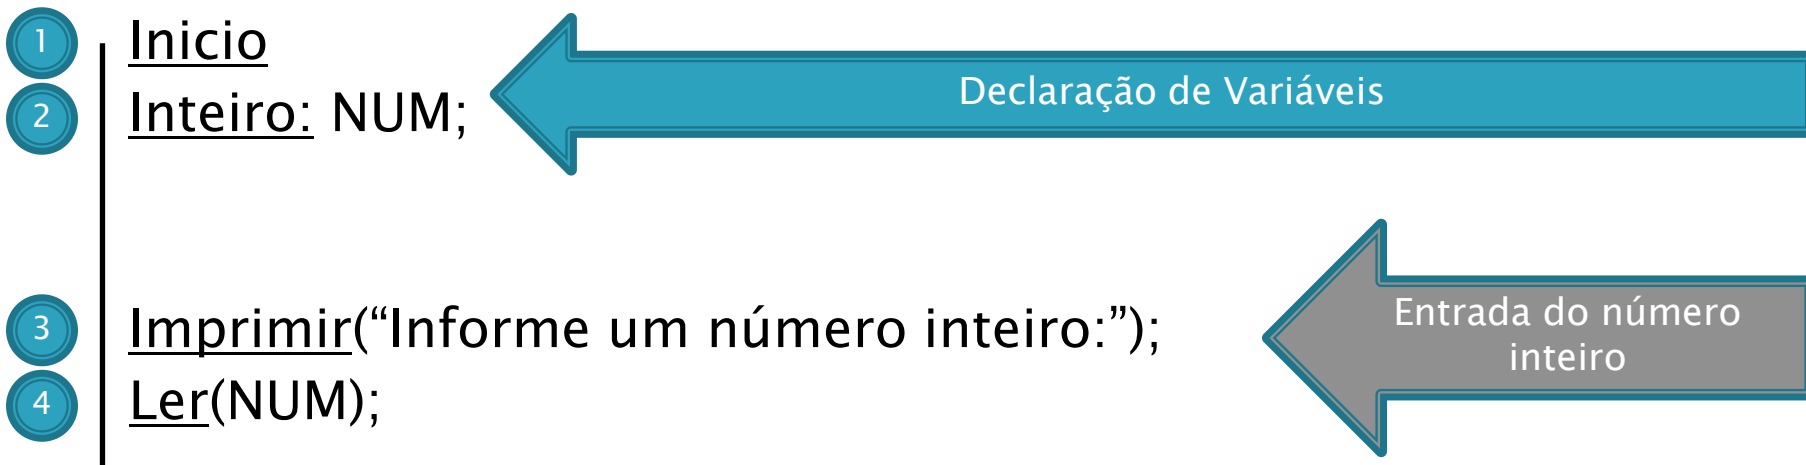 1 Inicio
2 Inteiro: NUM;
Declaração de Variáveis
3 Imprimir(“Informe um número inteiro:”);
4 Ler(NUM);
Entrada do número
inteiro